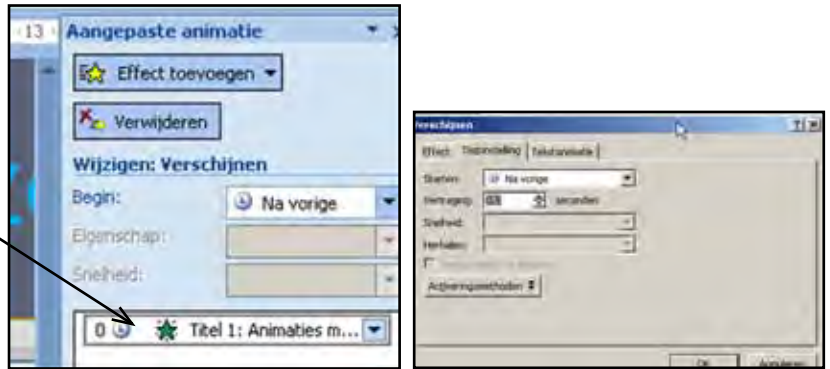 13
Aangepaste animatie
Effect toevoegen
Verwijderen
Wijzigen: Verschijnen
Begin:
Na vorige
Eigenschap:
Snelheid:
0
Titel 1: Animaties m...
Verschijnen
Effect
Tijdinstelling
Tekstanimatie
Starten:
Na vorige
Vertraging:
seconden
Snelheid:
Herhalen:
Activeringsmethoden
OK
Annuleren